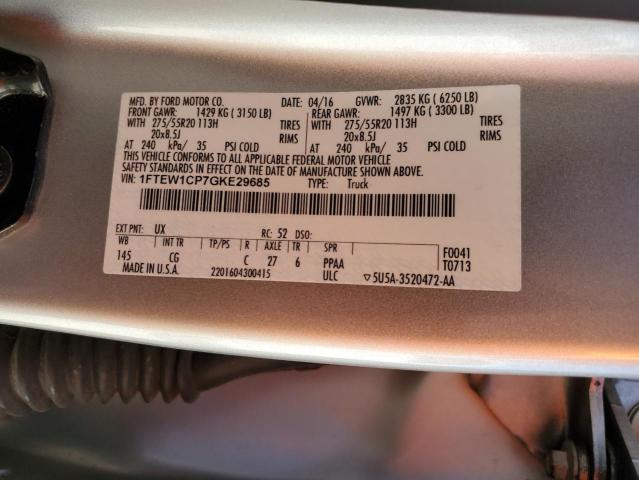 MFD. BY FORD MOTOR CO. DATE: 04/16 GVWR: 2835 KG ( 6250 LB)
FRONT GAWR: 1429 KG ( 3150 LB) REAR GAWR: 1497 KG ( 3300 LB)
WITH 275/55R20 113H TIRES WITH 275/55R20 113H TIRES
20x8.5J RIMS 20x8.5J RIMS
AT 240 kPa/ 35 PSI COLD AT 240 kPa/ 35 PSI COLD
THIS VEHICLE CONFORMS TO ALL APPLICABLE FEDERAL MOTOR VEHICLE
SAFETY STANDARDS IN EFFECT ON THE DATE OF MANUFACTURE SHOWN ABOVE.
VIN: 1FTEW1CP7GKE29685 TYPE: Truck
EXT PNT: UX RC: 52 DSO:
WB INT TR TP/PS R AXLE TR SPR F0041
145 CG C 27 6 PPAA T0713
MADE IN U.S.A. 2201604300415 ULC ▽5U5A-3520472-AA